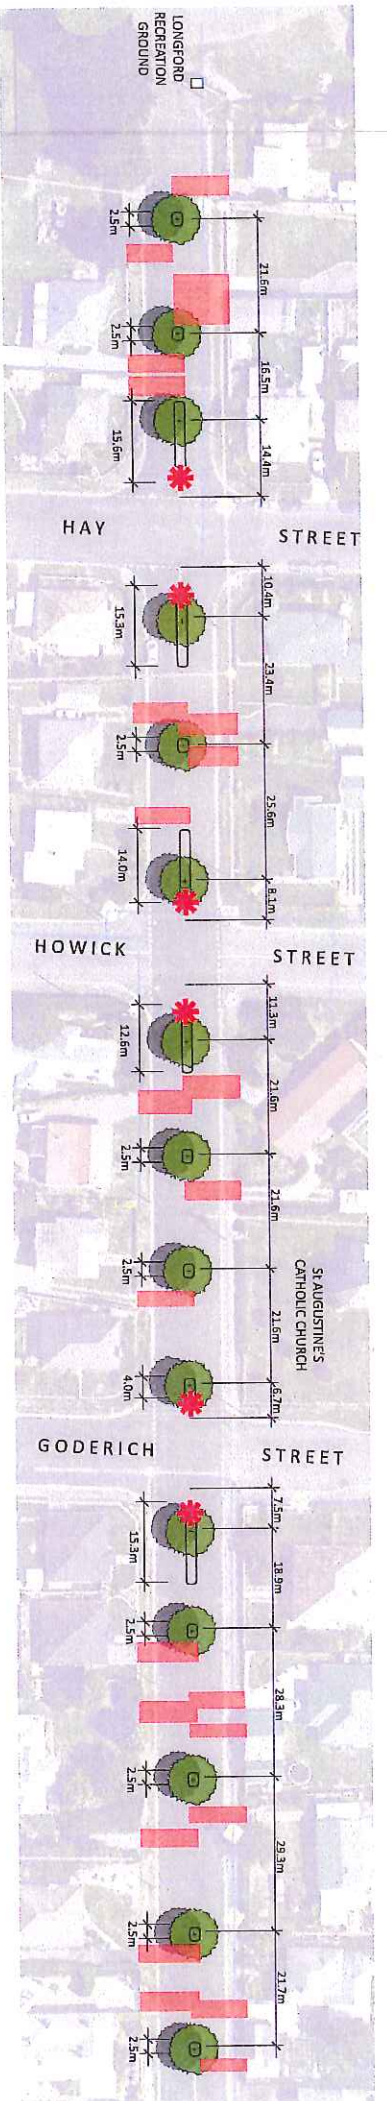 LONGFORD
RECREATION
GROUND
2.5m
21.6m
2.5m
16.5m
15.6m
14.4m
HAY STREET
10.4m
15.3m
23.4m
2.5m
25.6m
14.0m
8.1m
HOWICK STREET
11.3m
12.6m
21.6m
2.5m
21.6m
2.5m
21.6m
St AUGUSTINE'S
CATHOLIC CHURCH
4.0m
6.7m
GODERICH STREET
7.5m
15.3m
18.9m
2.5m
28.3m
2.5m
29.3m
2.5m
21.7m
2.5m